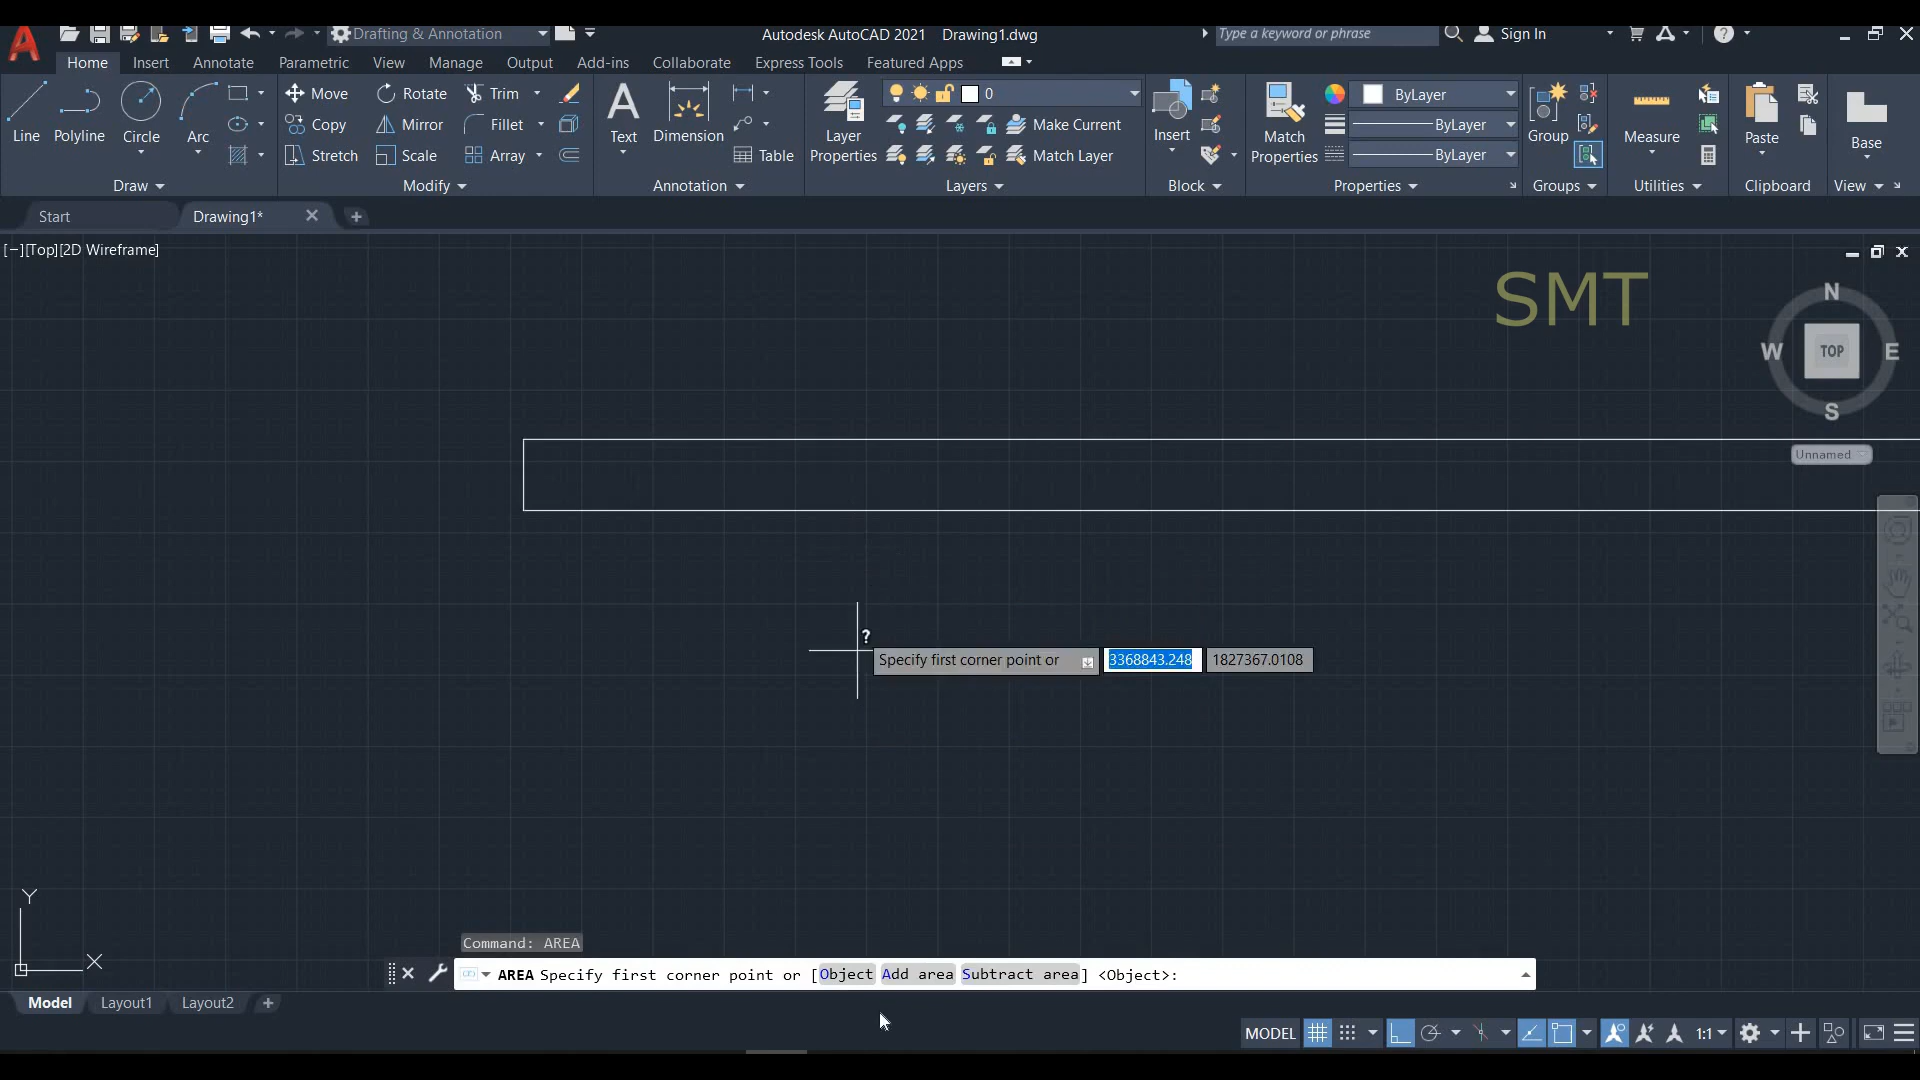 Drafting & Annotation
Autodesk AutoCAD 2021 Drawing1.dwg
Type a keyword or phrase
Sign In
Home Insert Annotate Parametric View Manage Output Add-ins Collaborate Express Tools Featured Apps
Line Polyline Circle Arc
Move Rotate Trim
Copy Mirror Fillet
Stretch Scale Array
Text Dimension Table
Layer Properties
0
Make Current
Match Layer
Insert
Match Properties
ByLayer
ByLayer
ByLayer
Group
Measure
Paste
Base
Draw Modify Annotation Layers Block Properties Groups Utilities Clipboard View
Start Drawing1*
[−][Top][2D Wireframe]
SMT
N
W TOP E
S
Unnamed
?
Specify first corner point or 3368843.248 1827367.0108
Y
X
Command: AREA
AREA Specify first corner point or [Object Add area Subtract area] <Object>:
Model Layout1 Layout2
MODEL 1:1